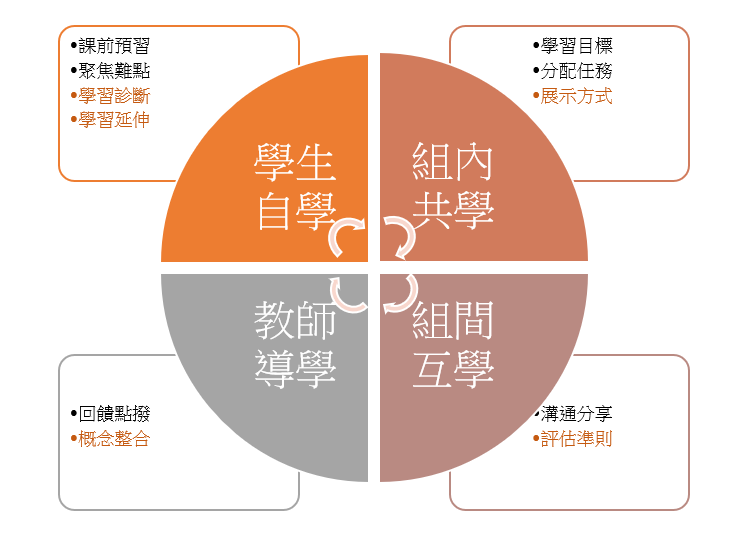 •課前預習
•聚焦難點
•學習診斷
•學習延伸
•學習目標
•分配任務
•展示方式
學生
自學
組內
共學
教師
導學
組間
互學
•回饋點撥
•概念整合
•溝通分享
•評估準則